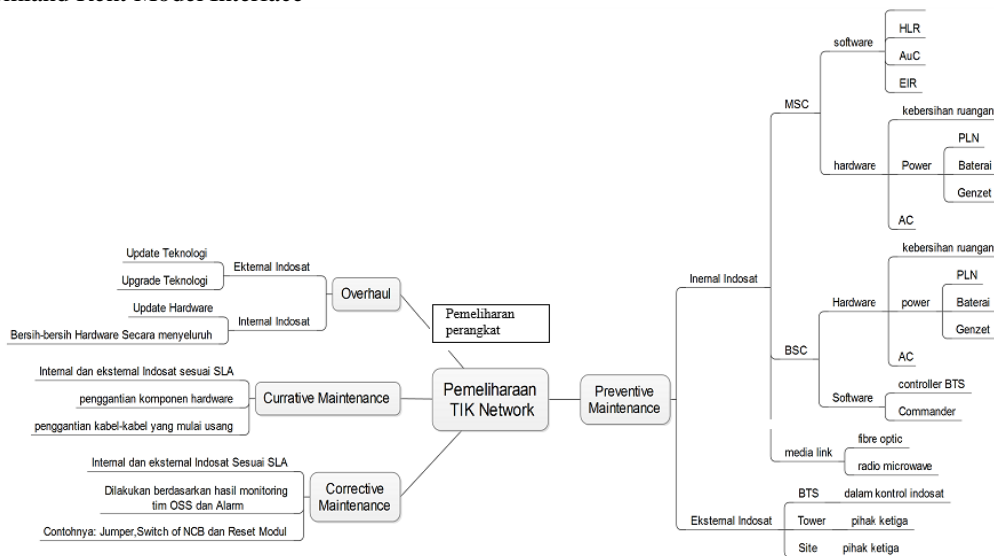 software
HLR
AuC
EIR
MSC
kebersihan ruangan
PLN
hardware
Power
Baterai
Genzet
AC
Update Teknologi
Ekternal Indosat
Upgrade Teknologi
Overhaul
Update Hardware
Internal Indosat
Bersih-bersih Hardware Secara menyeluruh
Pemeliharan
perangkat
Internal dan eksternal Indosat sesuai SLA
penggantian komponen hardware
Currative Maintenance
penggantian kabel-kabel yang mulai usang
Pemeliharaan
TIK Network
Preventive
Maintenance
Internal dan eksternal Indosat Sesuai SLA
Dilakukan berdasarkan hasil monitoring
tim OSS dan Alarm
Corrective
Maintenance
Contohnya: Jumper,Switch of NCB dan Reset Modul
Inernal Indosat
kebersihan ruangan
PLN
Hardware
power
Baterai
Genzet
AC
BSC
controller BTS
Software
Commander
media link
fibre optic
radio microwave
Eksternal Indosat
BTS
dalam kontrol indosat
Tower
pihak ketiga
Site
pihak ketiga